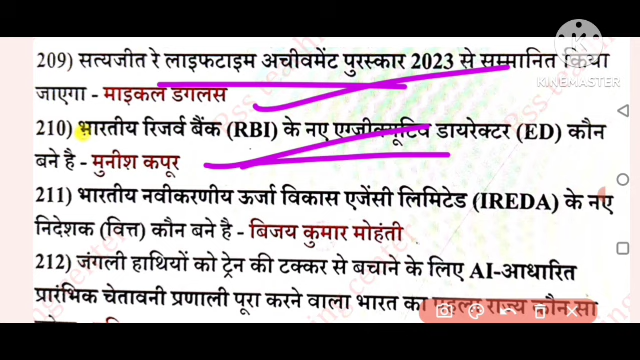 209) सत्यजीत रे लाइफटाइम अचीवमेंट पुरस्कार 2023 से सम्मानित किया
जाएगा - माइकल डगलस
210) भारतीय रिजर्व बैंक (RBI) के नए एग्जीक्यूटिव डायरेक्टर (ED) कौन
बने है - मुनीश कपूर
211) भारतीय नवीकरणीय ऊर्जा विकास एजेंसी लिमिटेड (IREDA) के नए
निदेशक (वित्त) कौन बने है - बिजय कुमार मोहंती
212) जंगली हाथियों को ट्रेन की टक्कर से बचाने के लिए AI-आधारित
प्रारंभिक चेतावनी प्रणाली पूरा करने वाला भारत का पहला राज्य कौन सा
KINEMASTER